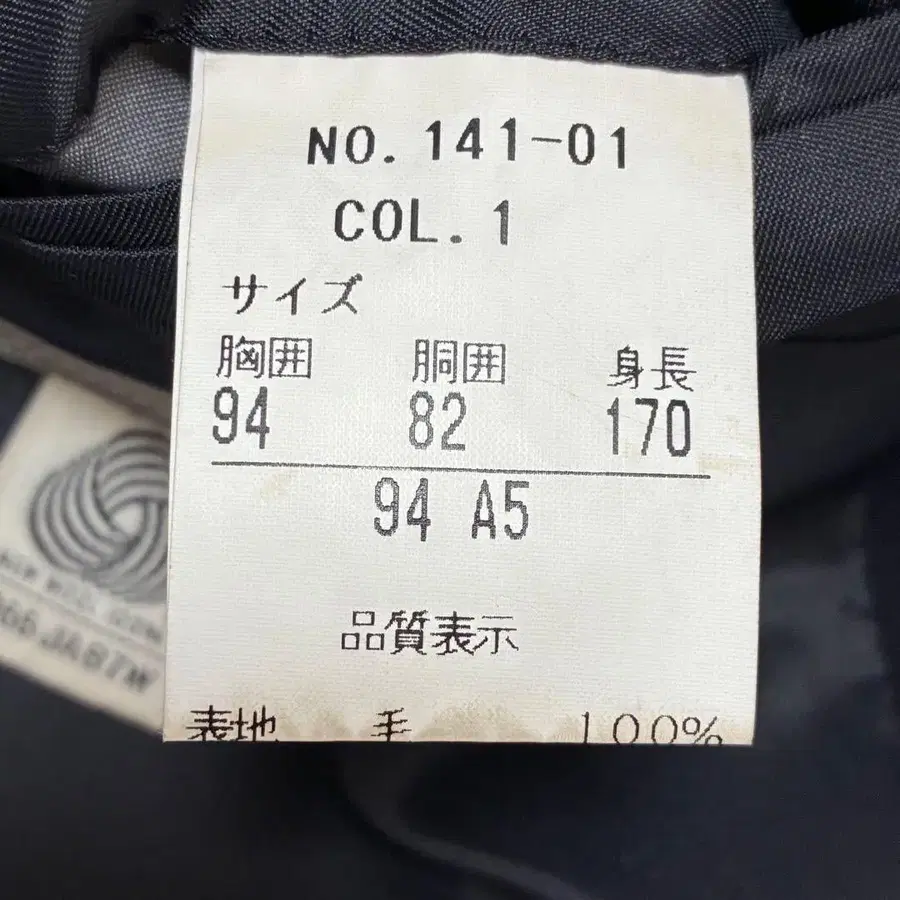 NO. 141-01
COL. 1
サイズ
胸囲 胴囲 身長
94 82 170
94 A5
品質表示
表地 毛 100%